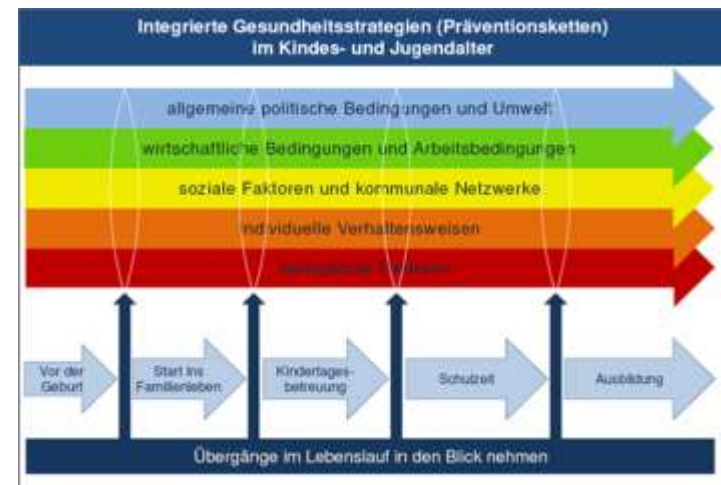 Integrierte Gesundheitsstrategien (Präventionsketten)
im Kindes- und Jugendalter
allgemeine politische Bedingungen und Umwelt
wirtschaftliche Bedingungen und Arbeitsbedingungen
soziale Faktoren und kommunale Netzwerke
individuelle Verhaltensweisen
Vor der
Geburt
Start ins
Familienleben
Kindertages-
betreuung
Schulzeit
Ausbildung
Übergänge im Lebenslauf in den Blick nehmen